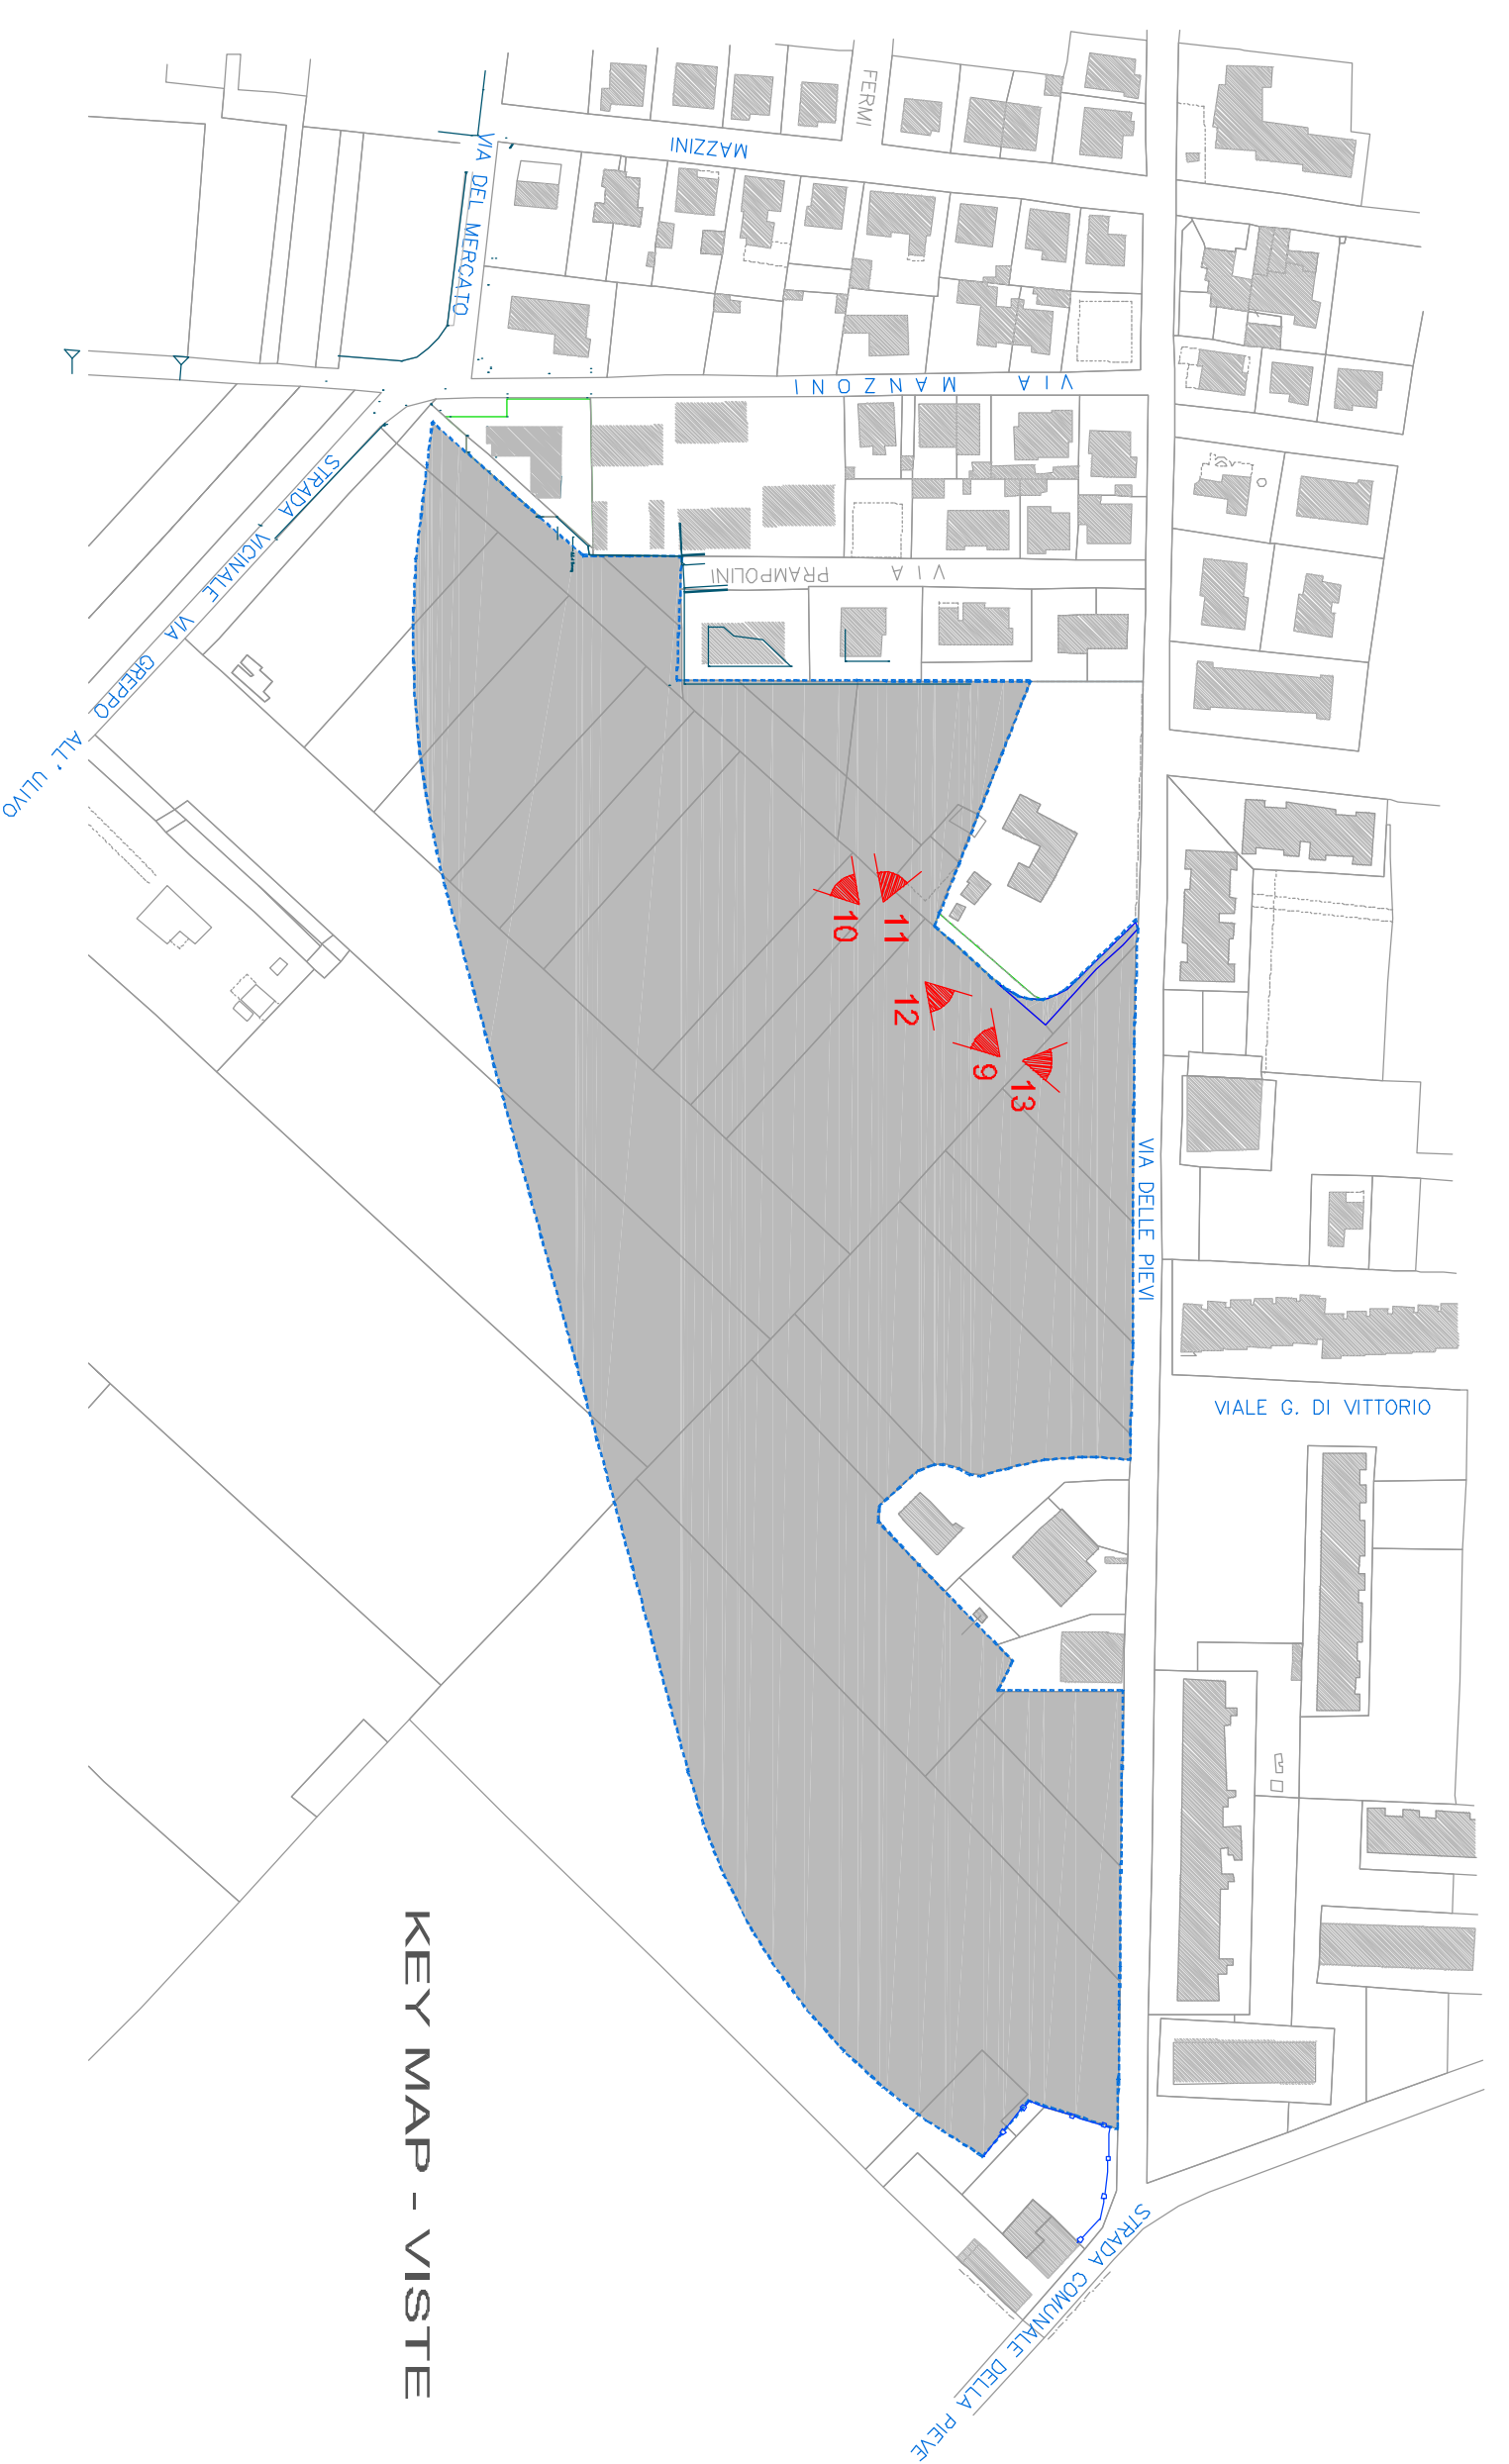 FERMI
MAZZINI
VIA DEL MERCATO
VIA MANZONI
STRADA VICINALE VIA GREPPO ALL' ULIVO
VIA PRAMPOLINI
10
11
12
9
13
VIA DELLE PIEVI
VIALE G. DI VITTORIO
KEY MAP - VISTE
STRADA COMUNALE DELLA PIEVE